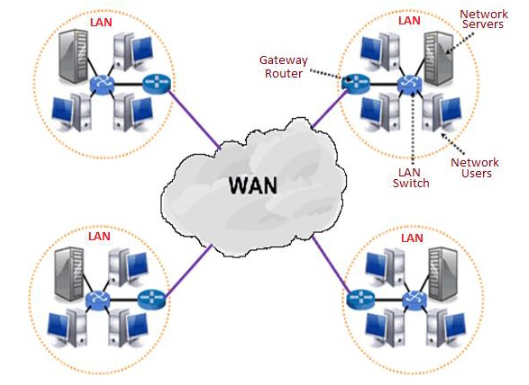 LAN
LAN
Network
Servers
Gateway
Router
WAN
LAN
Switch
Network
Users
LAN
LAN